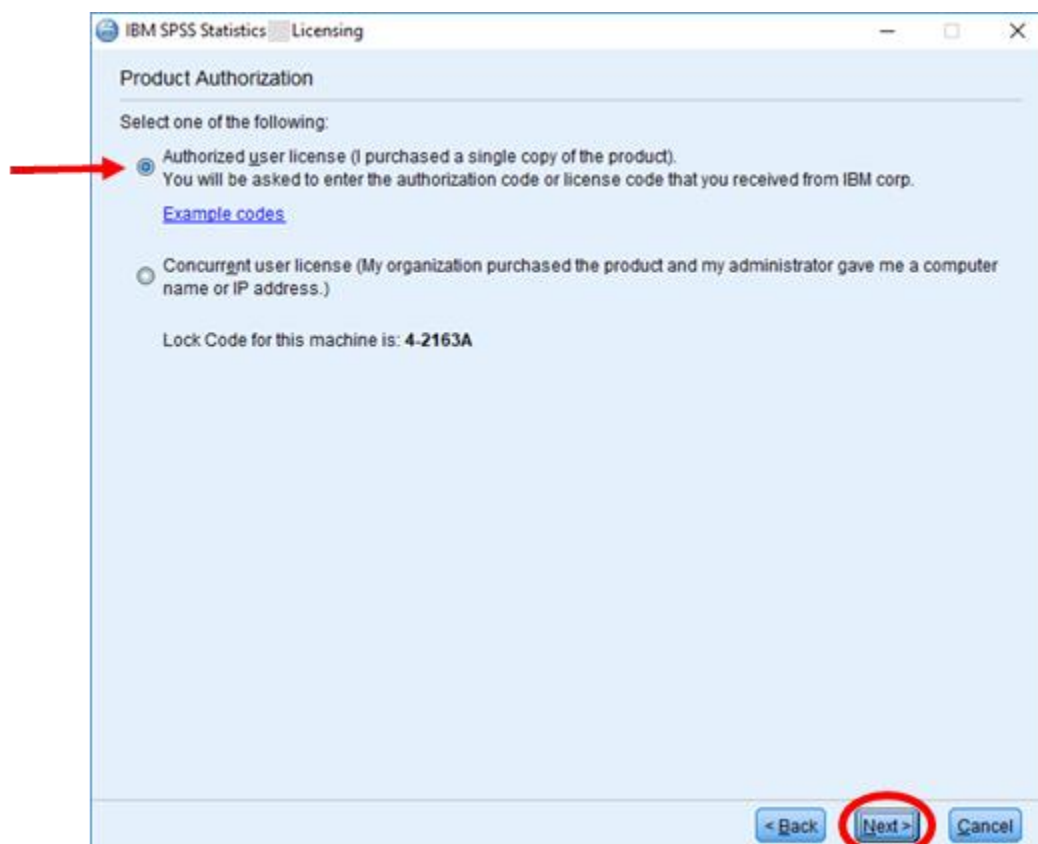 IBM SPSS Statistics Licensing
Product Authorization
Select one of the following:
Authorized user license (I purchased a single copy of the product).
You will be asked to enter the authorization code or license code that you received from IBM corp.
Example codes
Concurrent user license (My organization purchased the product and my administrator gave me a computer
name or IP address.)
Lock Code for this machine is: 4-2163A
< Back Next > Cancel